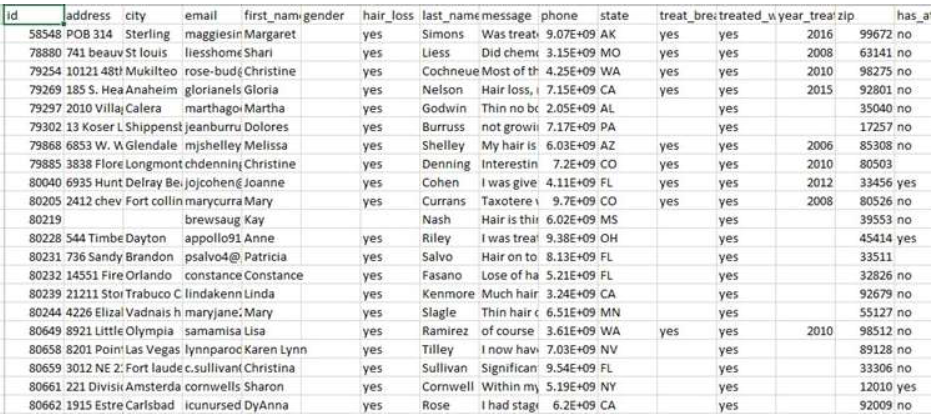 id address city email first_nam gender hair_loss last_name message phone state treat_brea treated_w year_treat zip has_at
58548 POB 314 Sterling maggiesin Margaret yes Simons Was treat 9.07E+09 AK yes yes 2016 99672 no
78880 741 beauv St louis liesshome Shari yes Liess Did chemo 3.15E+09 MO yes yes 2008 63141 no
79254 10121 48th Mukilteo rose-bud@ Christine yes Cochneue Most of th 4.25E+09 WA yes yes 2010 98275 no
79269 185 S. Hea Anaheim glorianels Gloria yes Nelson Hair loss, 7.15E+09 CA yes yes 2015 92801 no
79297 2010 Villag Calera marthago Martha yes Godwin Thin no bo 2.05E+09 AL yes 35040 no
79302 13 Koser L Shippensb jeanburru Dolores yes Burruss not growi 7.17E+09 PA yes 17257 no
79868 6853 W. W Glendale mjshelley Melissa yes Shelley My hair is 6.03E+09 AZ yes yes 2006 85308 no
79885 3838 Flore Longmont chdennin Christine yes Denning Interestin 7.2E+09 CO yes yes 2010 80503
80040 6935 Hunt Delray Be jojcohen@ Joanne yes Cohen I was give 4.11E+09 FL yes yes 2012 33456 yes
80205 2412 chev Fort collin marycurra Mary yes Currans Taxotere 9.7E+09 CO yes yes 2008 80526 no
80219 brewsaug Kay Nash Hair is thin 6.02E+09 MS yes 39553 no
80228 544 Timbe Dayton appollo91 Anne yes Riley I was treat 9.38E+09 OH yes 45414 yes
80231 736 Sandy Brandon psalvo4@ Patricia yes Salvo Hair on to 8.13E+09 FL yes 33511
80232 14551 Fire Orlando constance Constance yes Fasano Lose of ha 5.21E+09 FL yes 32826 no
80239 21211 Stor Trabuco C lindakenn Linda yes Kenmore Much hair 3.24E+09 CA yes 92679 no
80244 4226 Elizal Vadnais h maryjane Mary yes Slagle Thin hair 6.51E+09 MN yes 55127 no
80649 8921 Little Olympia samamisa Lisa yes Ramirez of course 3.61E+09 WA yes yes 2010 98512 no
80658 8201 Poin Las Vegas lynnparoc Karen Lynn yes Tilley I now hav 7.03E+09 NV yes 89128 no
80659 3012 NE 2 Fort laude c.sullivan Christina yes Sullivan Significan 9.54E+09 FL yes 33306 no
80661 221 Divisio Amsterda cornwells Sharon yes Cornwell Within my 5.19E+09 NY yes 12010 yes
80662 1915 Estre Carlsbad icunursed DyAnna yes Rose I had stage 6.2E+09 CA yes 92009 no